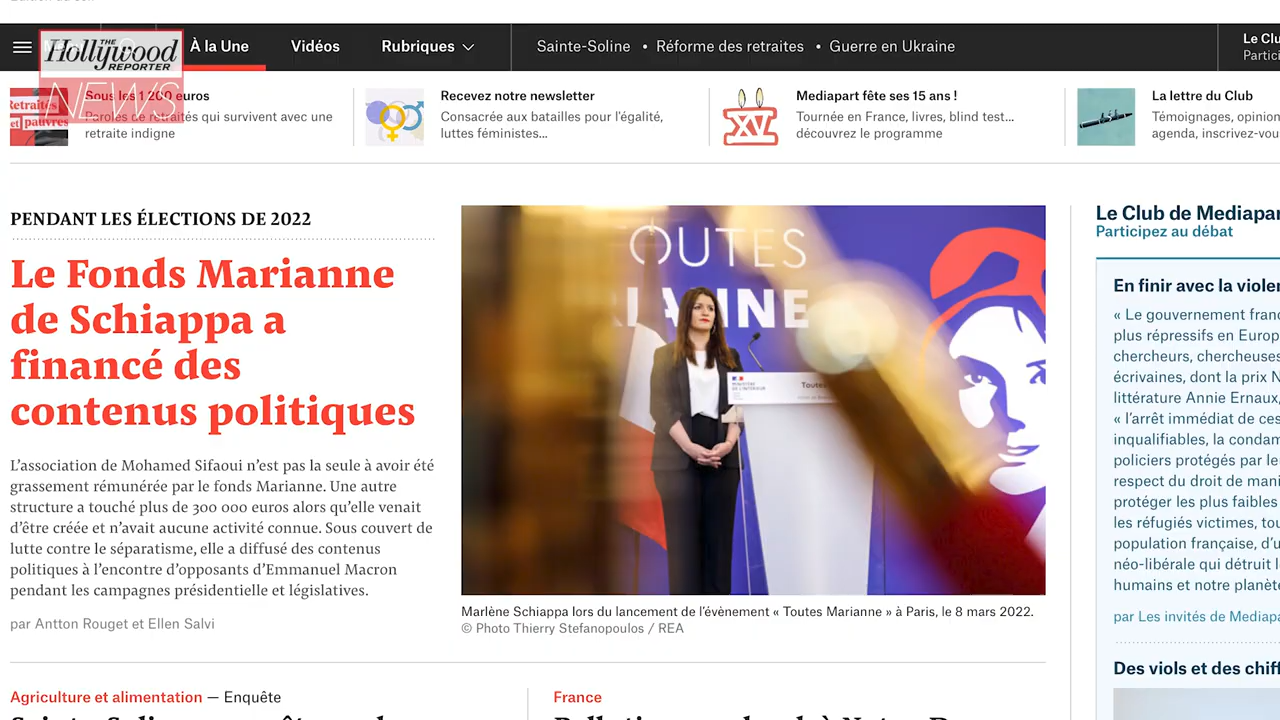 THE
Hollywood
REPORTER
NEWS
À la Une
Vidéos
Rubriques
Sainte-Soline • Réforme des retraites • Guerre en Ukraine
Le Clu
Partici
Retraités
et pauvres
Sous les 1 200 euros
Paroles de retraités qui survivent avec une
retraite indigne
Recevez notre newsletter
Consacrée aux batailles pour l'égalité,
luttes féministes...
XV
Mediapart fête ses 15 ans !
Tournée en France, livres, blind test...
découvrez le programme
La lettre du Club
Témoignages, opinion
agenda, inscrivez-vou
PENDANT LES ÉLECTIONS DE 2022
Le Fonds Marianne
de Schiappa a
financé des
contenus politiques
L'association de Mohamed Sifaoui n'est pas la seule à avoir été
grassement rémunérée par le fonds Marianne. Une autre
structure a touché plus de 300 000 euros alors qu'elle venait
d'être créée et n'avait aucune activité connue. Sous couvert de
lutte contre le séparatisme, elle a diffusé des contenus
politiques à l'encontre d'opposants d'Emmanuel Macron
pendant les campagnes présidentielle et législatives.
par Antton Rouget et Ellen Salvi
TOUTES
Marlène Schiappa lors du lancement de l'évènement « Toutes Marianne » à Paris, le 8 mars 2022.
© Photo Thierry Stefanopoulos / REA
Le Club de Mediapar
Participez au débat
En finir avec la violen
« Le gouvernement franç
plus répressifs en Europ
chercheurs, chercheuses
écrivaines, dont la prix N
littérature Annie Ernaux,
« l'arrêt immédiat de ces
inqualifiables, la condam
policiers protégés par le
respect du droit de mani
protéger les plus faibles
les réfugiés victimes, tou
population française, d'u
néo-libérale qui détruit l
humains et notre planète
par Les invités de Mediapa
Des viols et des chiff
Agriculture et alimentation — Enquête
France